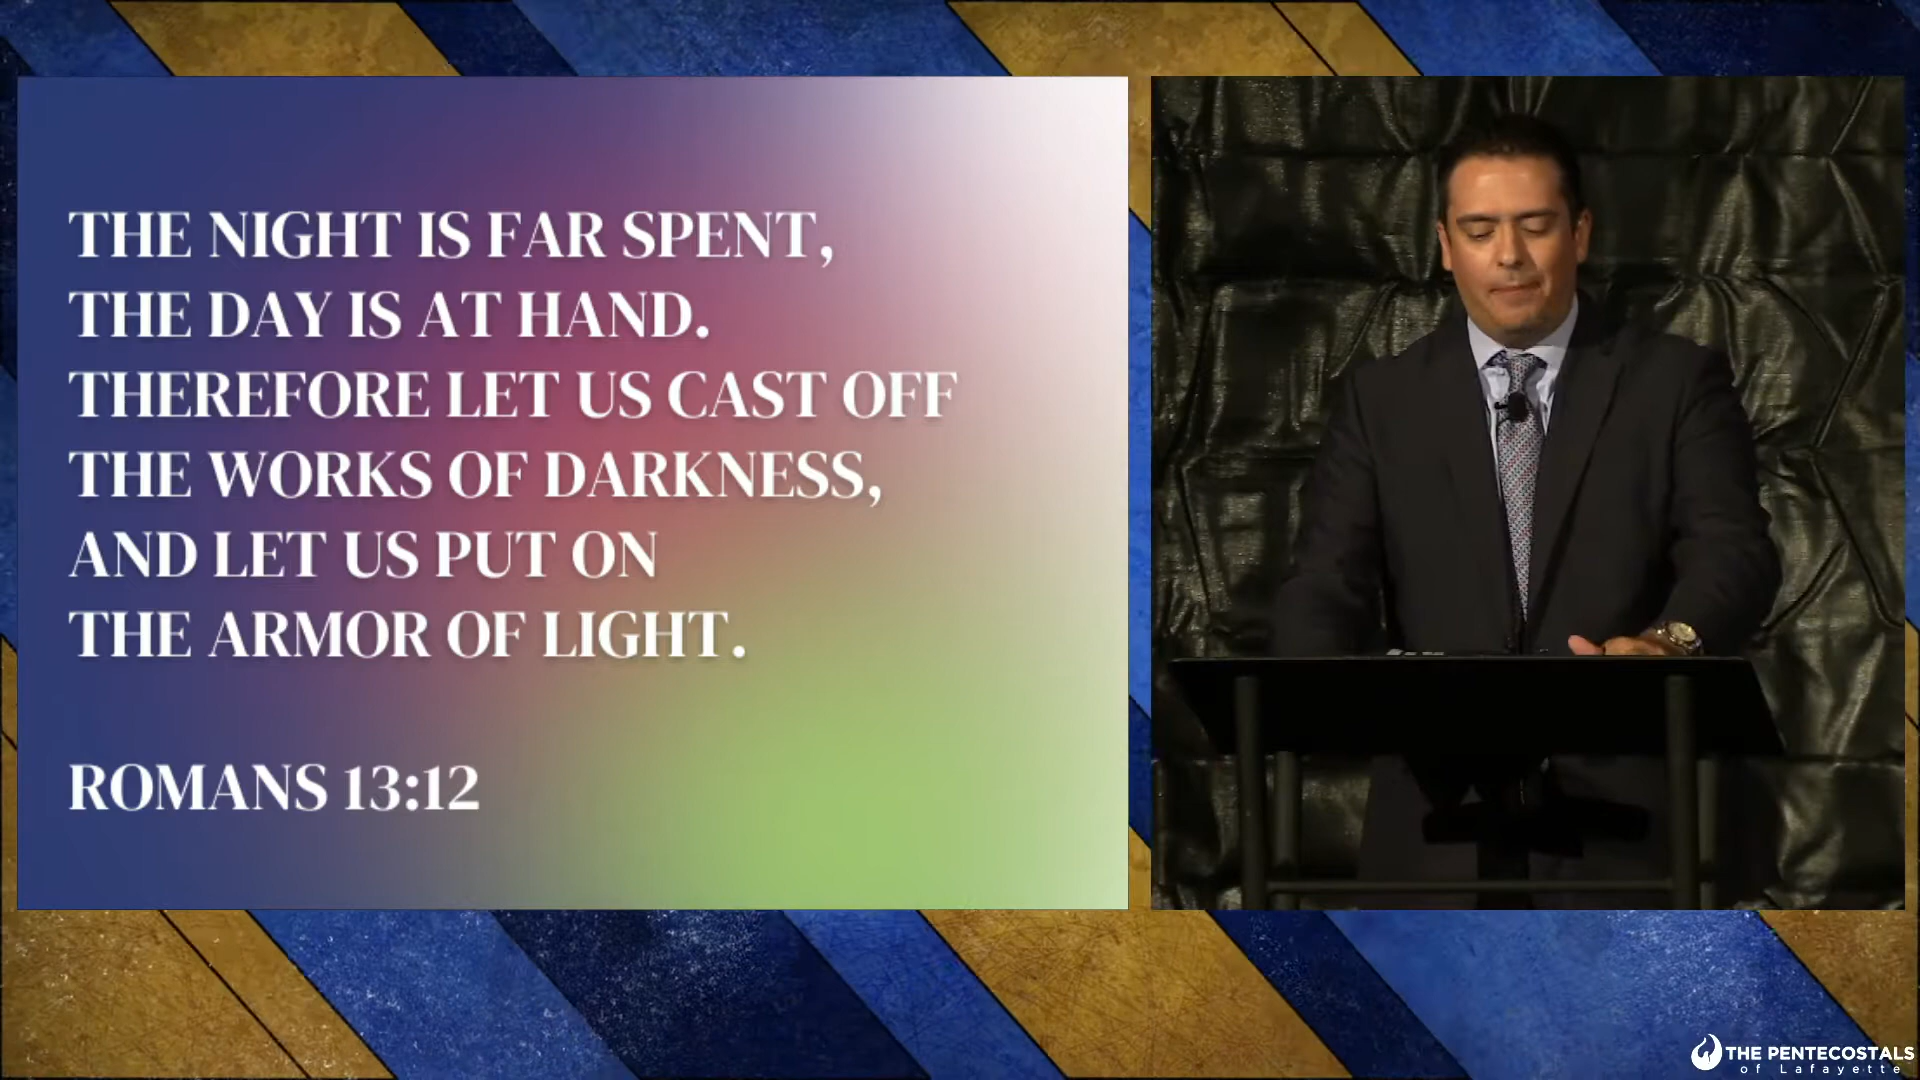 THE NIGHT IS FAR SPENT,
THE DAY IS AT HAND.
THEREFORE LET US CAST OFF
THE WORKS OF DARKNESS,
AND LET US PUT ON
THE ARMOR OF LIGHT.
ROMANS 13:12
THE PENTECOSTALS
of Lafayette